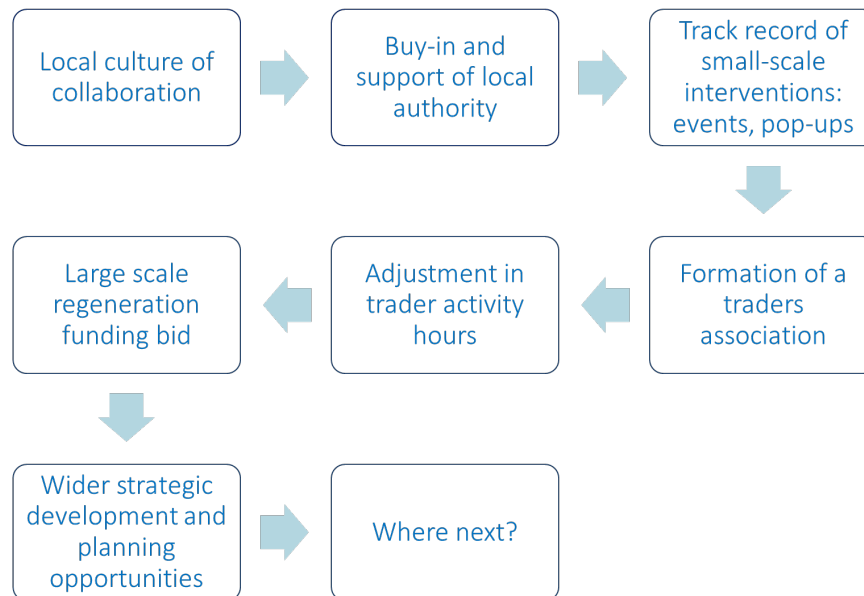 Local culture of
collaboration
Buy-in and
support of local
authority
Track record of
small-scale
interventions:
events, pop-ups
Formation of a
traders
association
Adjustment in
trader activity
hours
Large scale
regeneration
funding bid
Wider strategic
development and
planning
opportunities
Where next?